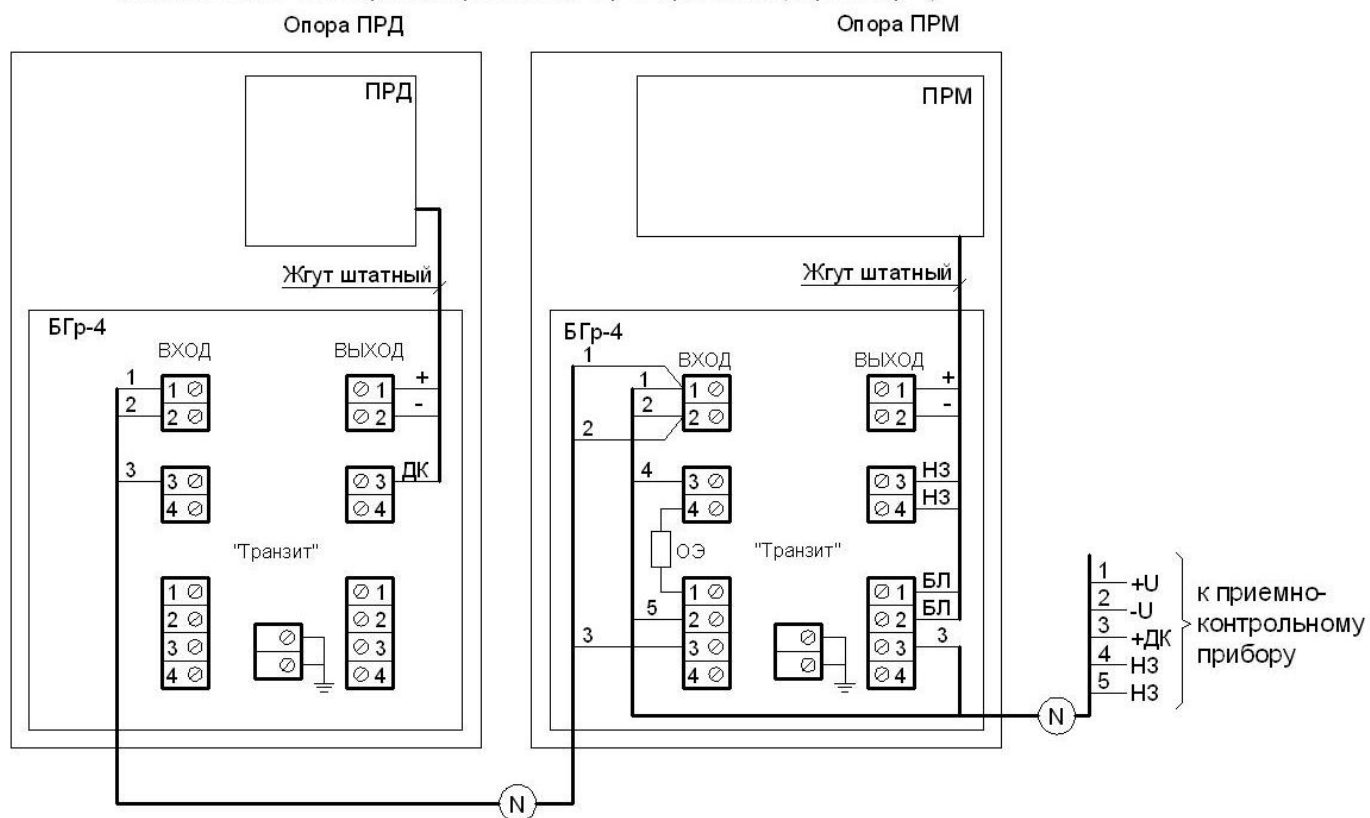 Опора ПРД
Опора ПРМ
ПРД
ПРМ
Жгут штатный
Жгут штатный
БГр-4
ВХОД
ВЫХОД
1
2
3
1
2
3
4
1
2
3
4
+
-
ДК
"Транзит"
1
2
3
4
1
2
3
4
БГр-4
1
2
3
ВХОД
ВЫХОД
1
2
4
5
1
2
3
4
1
2
3
4
+
-
НЗ
НЗ
ОЭ
"Транзит"
1
2
3
4
1
2
3
4
БЛ
БЛ
3
N
N
1 +U
2 -U
3 +ДК
4 НЗ
5 НЗ
к приемно-
контрольному
прибору